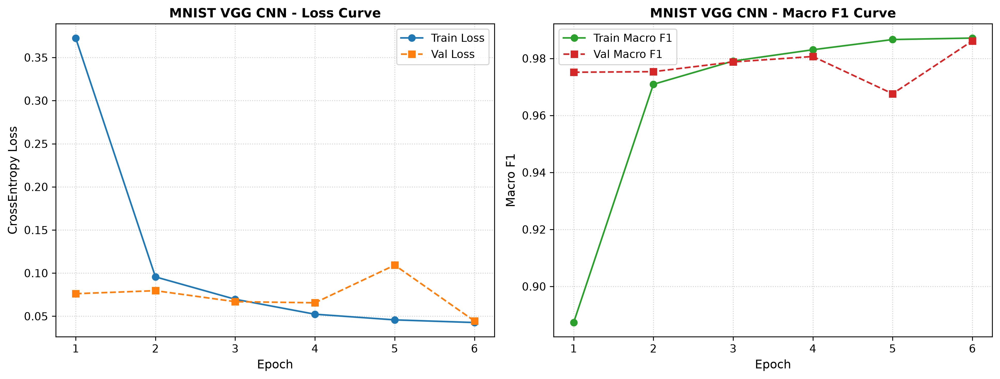 MNIST VGG CNN - Loss Curve
Train Loss
Val Loss
CrossEntropy Loss
0.35
0.30
0.25
0.20
0.15
0.10
0.05
1 2 3 4 5 6
Epoch
MNIST VGG CNN - Macro F1 Curve
Train Macro F1
Val Macro F1
Macro F1
0.98
0.96
0.94
0.92
0.90
1 2 3 4 5 6
Epoch